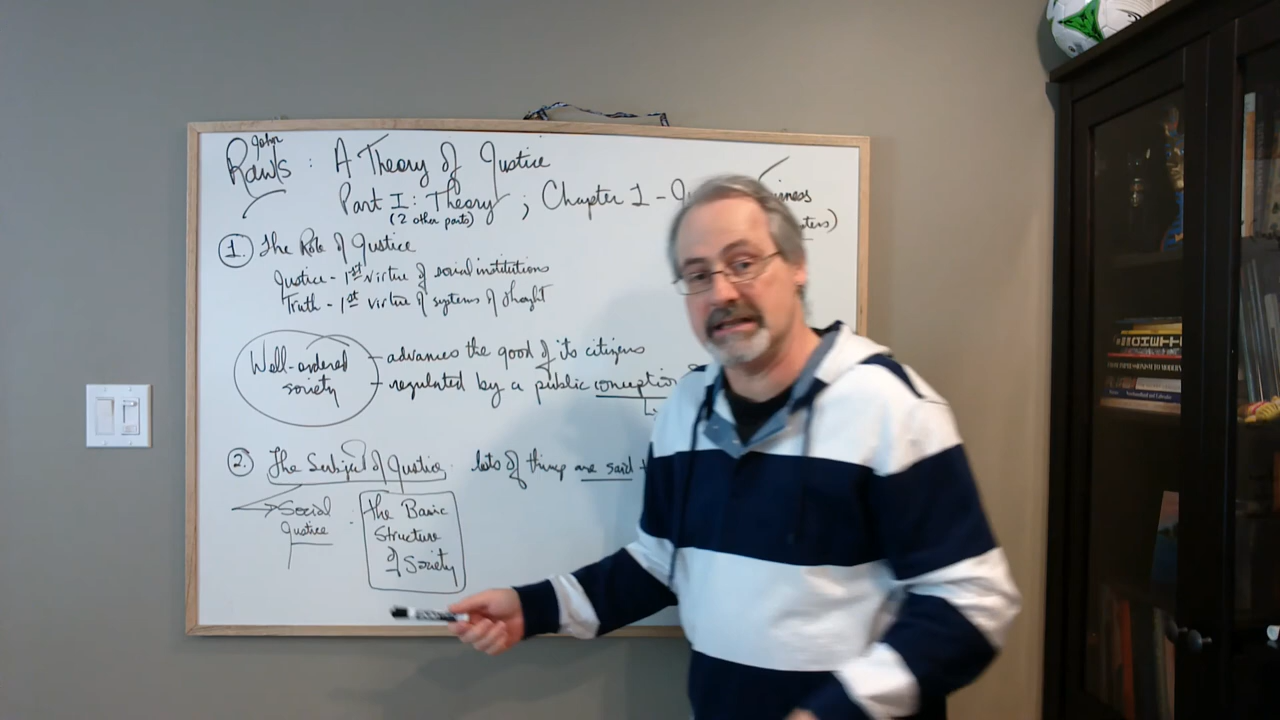 John
Rawls : A Theory of Justice
Part I: Theory ; Chapter 1 -
(2 other parts)
1. The Role of Justice
Justice - 1st virtue of social institutions
Truth - 1st virtue of systems of thought
Well-ordered society
- advances the good of its citizens
- regulated by a public conception
2. The Subject of Justice. lots of things are said
Social Justice :
the Basic
Structure
of Society